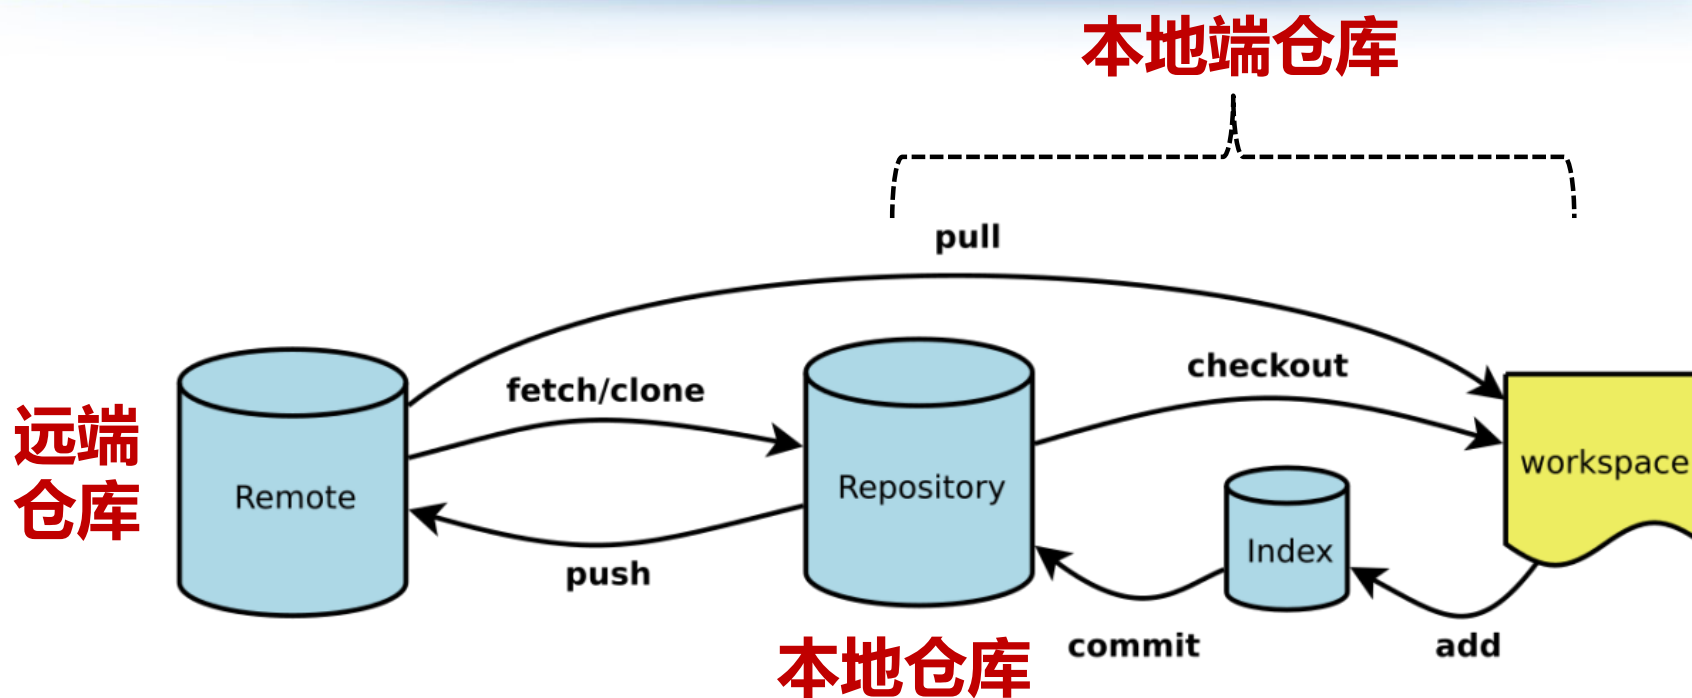 本地端仓库
pull
fetch/clone
checkout
远端
仓库
Remote
Repository
workspace
Index
push
commit
add
本地仓库